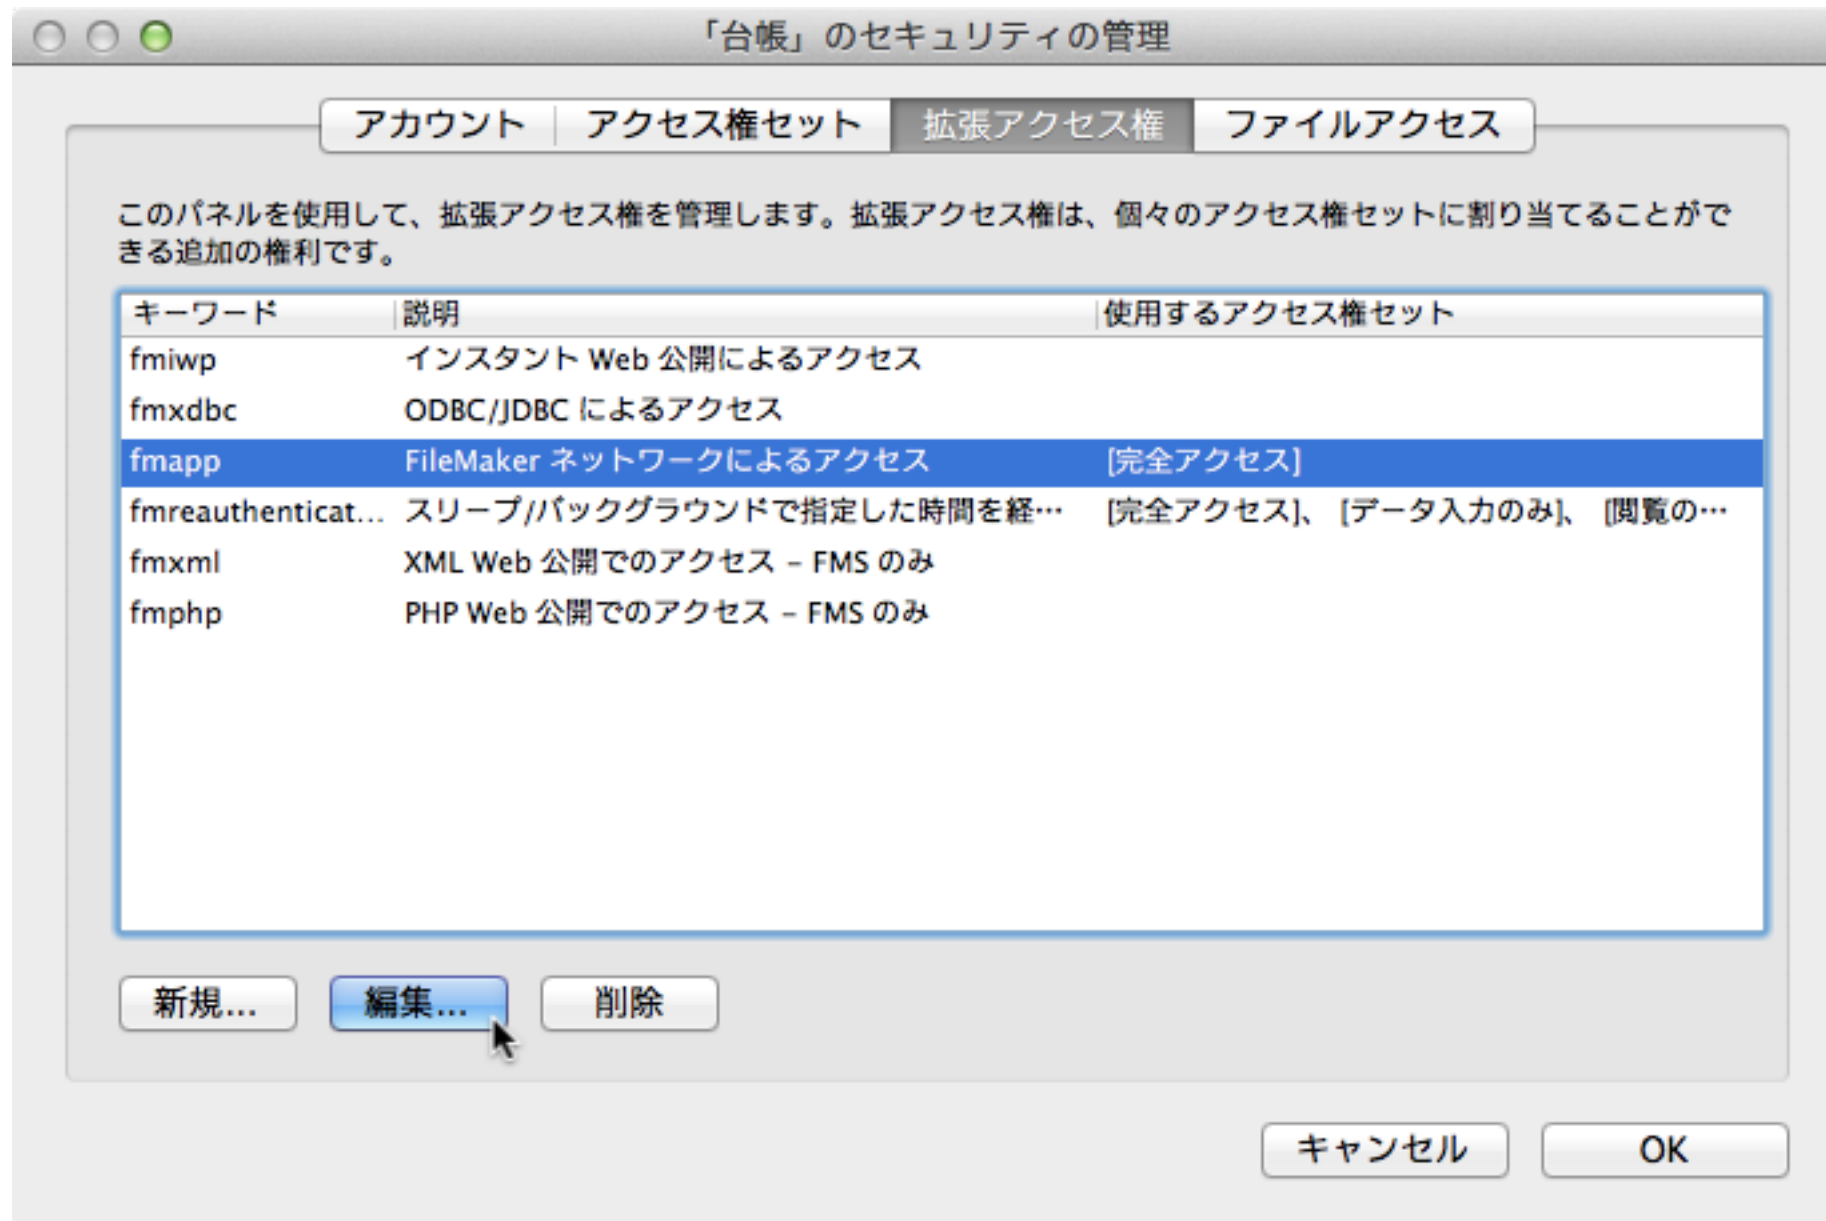 「台帳」のセキュリティの管理
アカウント アクセス権セット 拡張アクセス権 ファイルアクセス
このパネルを使用して、拡張アクセス権を管理します。拡張アクセス権は、個々のアクセス権セットに割り当てることがで
きる追加の権利です。
キーワード 説明 使用するアクセス権セット
fmiwp インスタント Web 公開によるアクセス
fmxdbc ODBC/JDBC によるアクセス
fmapp FileMaker ネットワークによるアクセス [完全アクセス]
fmreauthenticat... スリープ/バックグラウンドで指定した時間を経… [完全アクセス]、 [データ入力のみ]、 [閲覧の…
fmxml XML Web 公開でのアクセス – FMS のみ
fmphp PHP Web 公開でのアクセス – FMS のみ
新規... 編集... 削除
キャンセル OK